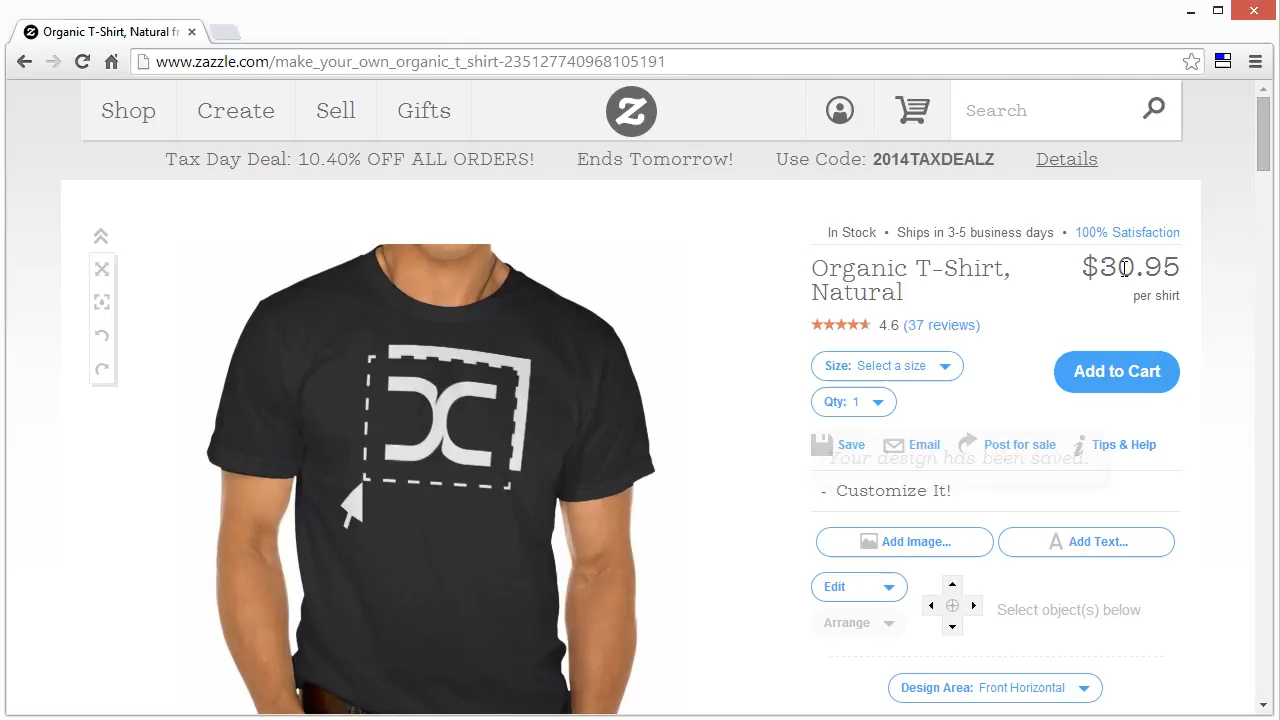 Organic T-Shirt, Natural fr
www.zazzle.com/make_your_own_organic_t_shirt-235127740968105191
Shop Create Sell Gifts Search
Tax Day Deal: 10.40% OFF ALL ORDERS! Ends Tomorrow! Use Code: 2014TAXDEALZ Details
In Stock • Ships in 3-5 business days • 100% Satisfaction
Organic T-Shirt, $30.95
Natural
per shirt
4.6 (37 reviews)
Size: Select a size
Add to Cart
Qty: 1
Save Email Post for sale Tips & Help
Your design has been saved.
- Customize It!
Add Image... Add Text...
Edit
Select object(s) below
Arrange
Design Area: Front Horizontal